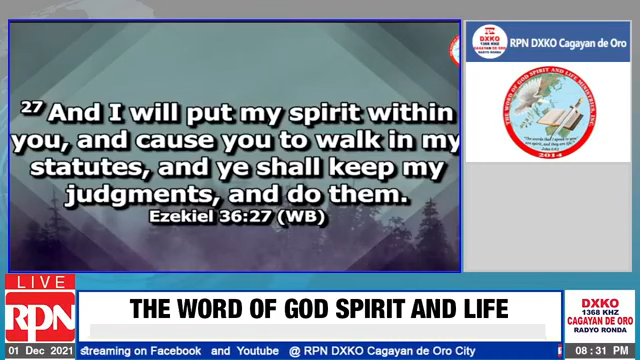 RPN DXKO Cagayan de Oro
DXKO
1368 KHZ
CAGAYAN DE ORO
RADYO RONDA
27 And I will put my spirit within
you, and cause you to walk in my
statutes, and ye shall keep my
judgments, and do them.
Ezekiel 36:27 (WB)
THE WORD OF GOD SPIRIT AND LIFE MINISTRIES INC
2014
LIVE
RPN
THE WORD OF GOD SPIRIT AND LIFE
DXKO
1368 KHZ
CAGAYAN DE ORO
RADYO RONDA
01 Dec 2021
streaming on Facebook and Youtube @ RPN DXKO Cagayan de Oro City
08:31 PM